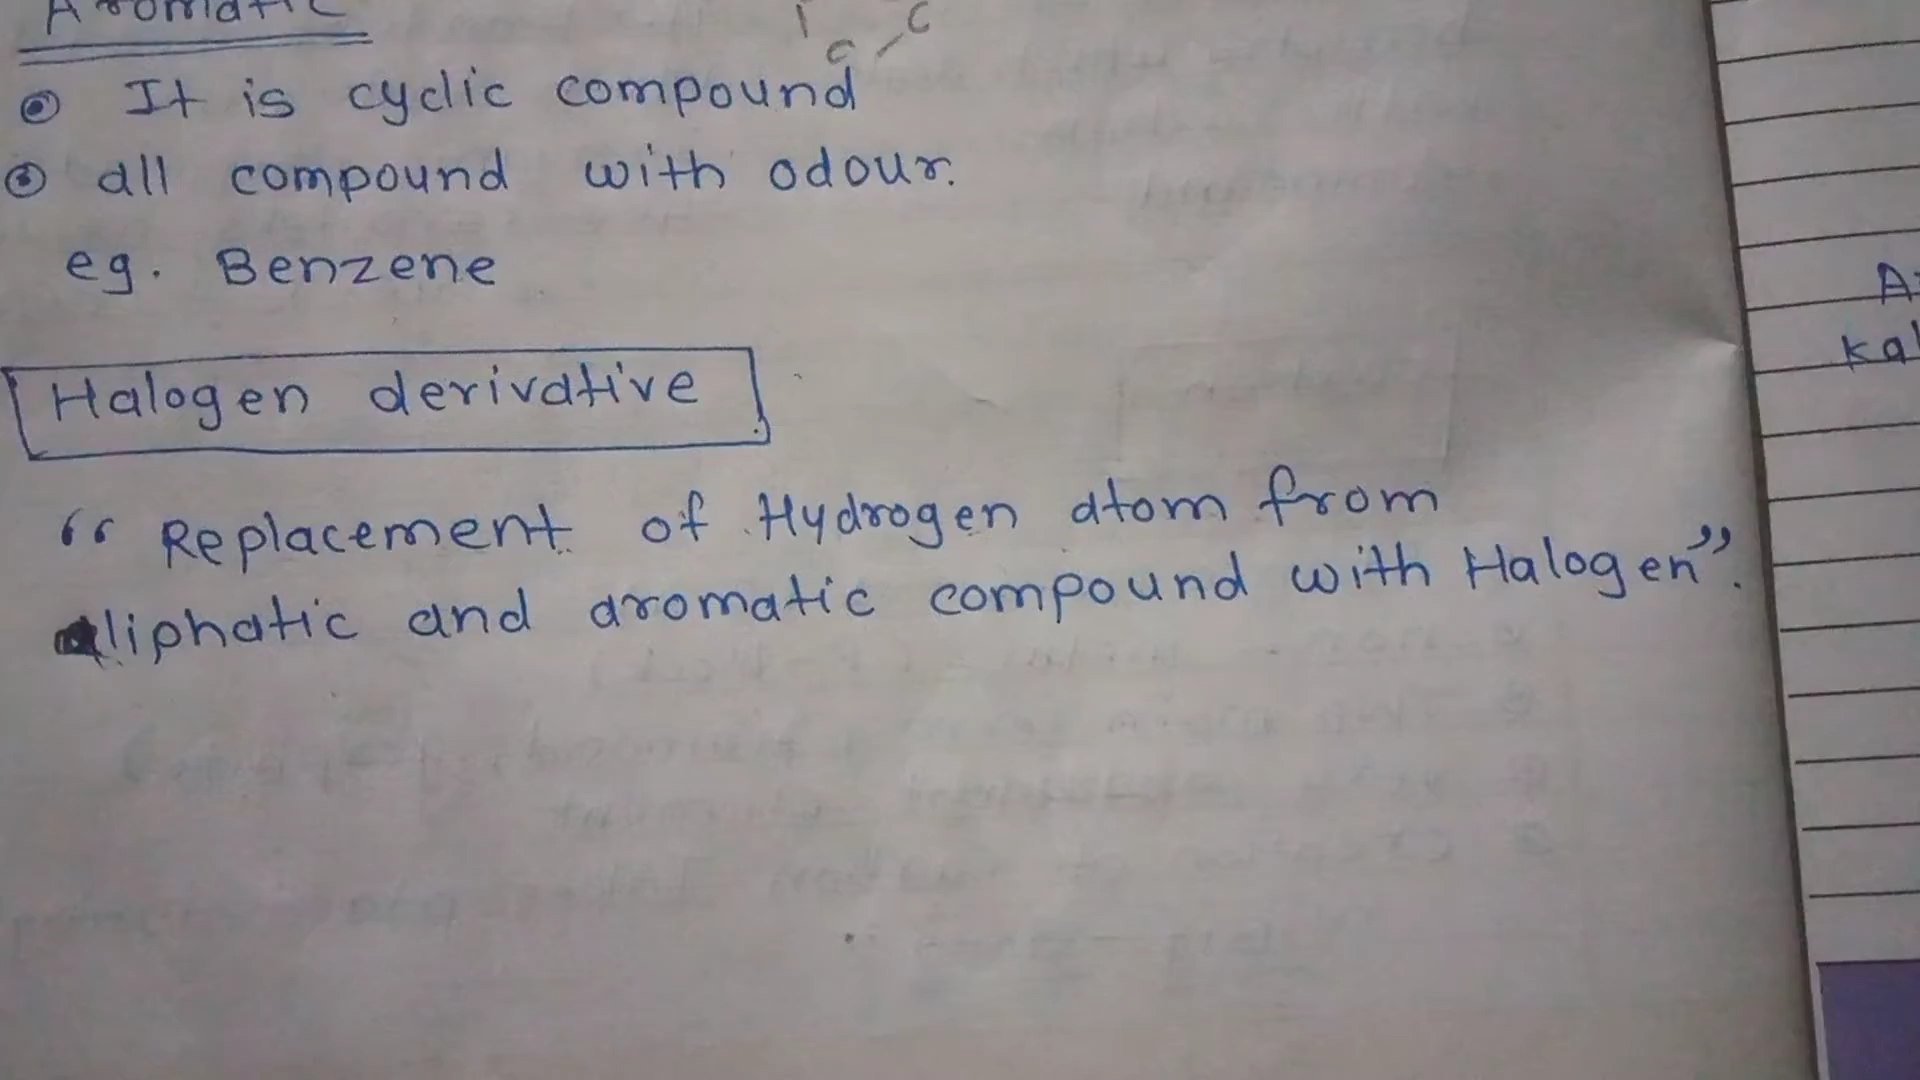 Aromatic
C
C
It is cyclic compound
all compound with odour.
eg. Benzene
Halogen derivative
“ Replacement of Hydrogen atom from
aliphatic and aromatic compound with Halogen”.